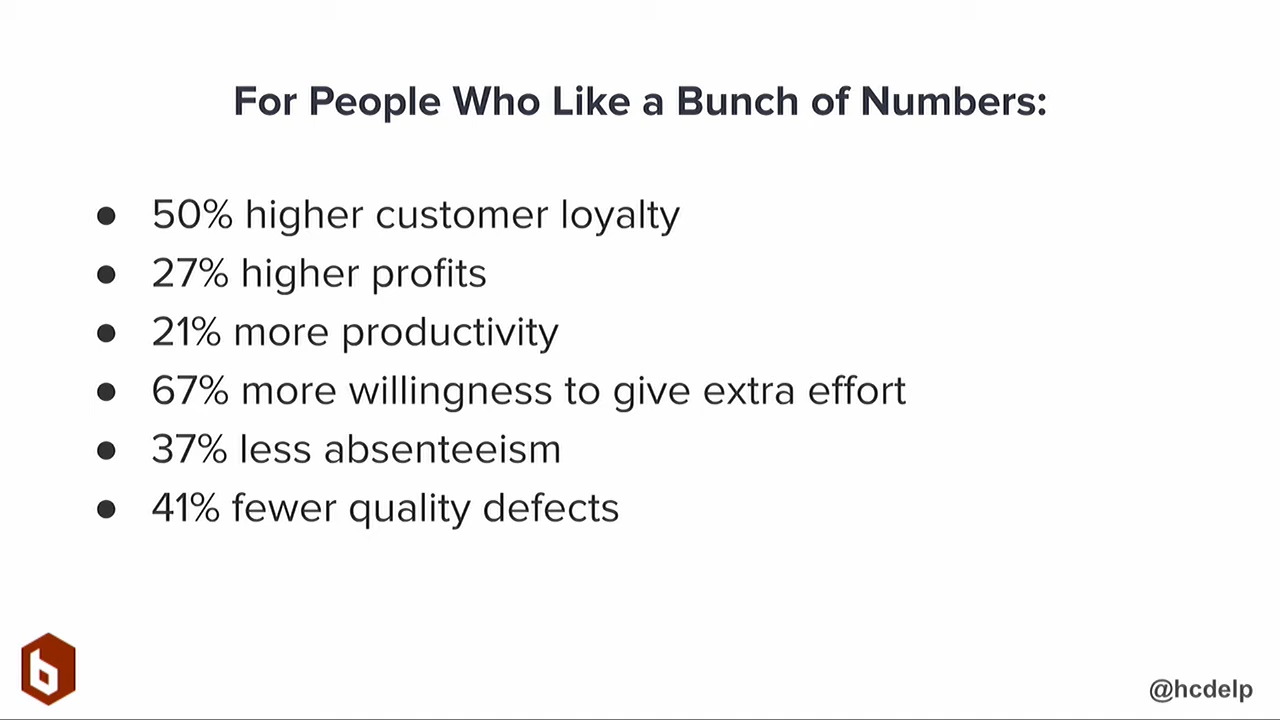 For People Who Like a Bunch of Numbers:
● 50% higher customer loyalty
● 27% higher profits
● 21% more productivity
● 67% more willingness to give extra effort
● 37% less absenteeism
● 41% fewer quality defects
b
@hcdelp